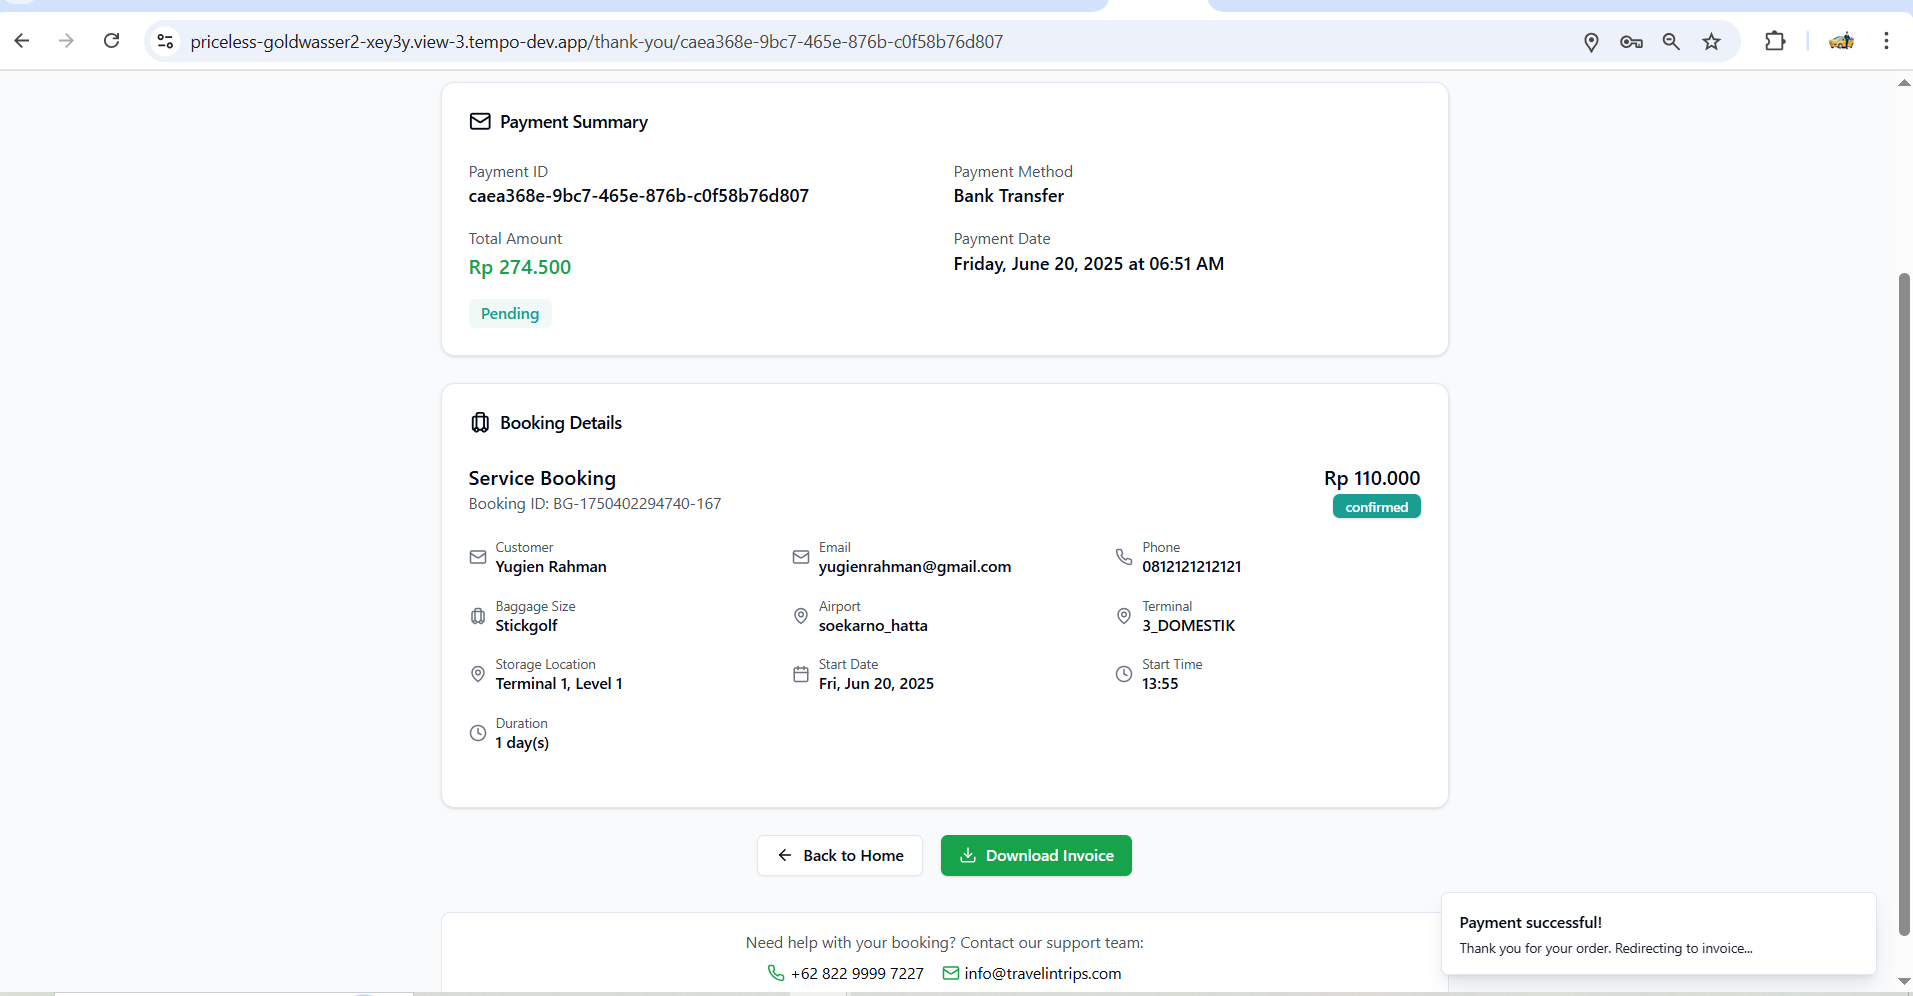 priceless-goldwasser2-xey3y.view-3.tempo-dev.app/thank-you/caea368e-9bc7-465e-876b-c0f58b76d807
Payment Summary
Payment ID
caea368e-9bc7-465e-876b-c0f58b76d807
Payment Method
Bank Transfer
Total Amount
Rp 274.500
Payment Date
Friday, June 20, 2025 at 06:51 AM
Pending
Booking Details
Service Booking
Rp 110.000
Booking ID: BG-1750402294740-167
confirmed
Customer
Yugien Rahman
Email
yugienrahman@gmail.com
Phone
0812121212121
Baggage Size
Stickgolf
Airport
soekarno_hatta
Terminal
3_DOMESTIK
Storage Location
Terminal 1, Level 1
Start Date
Fri, Jun 20, 2025
Start Time
13:55
Duration
1 day(s)
Back to Home
Download Invoice
Need help with your booking? Contact our support team:
+62 822 9999 7227
info@travelintrips.com
Payment successful!
Thank you for your order. Redirecting to invoice...